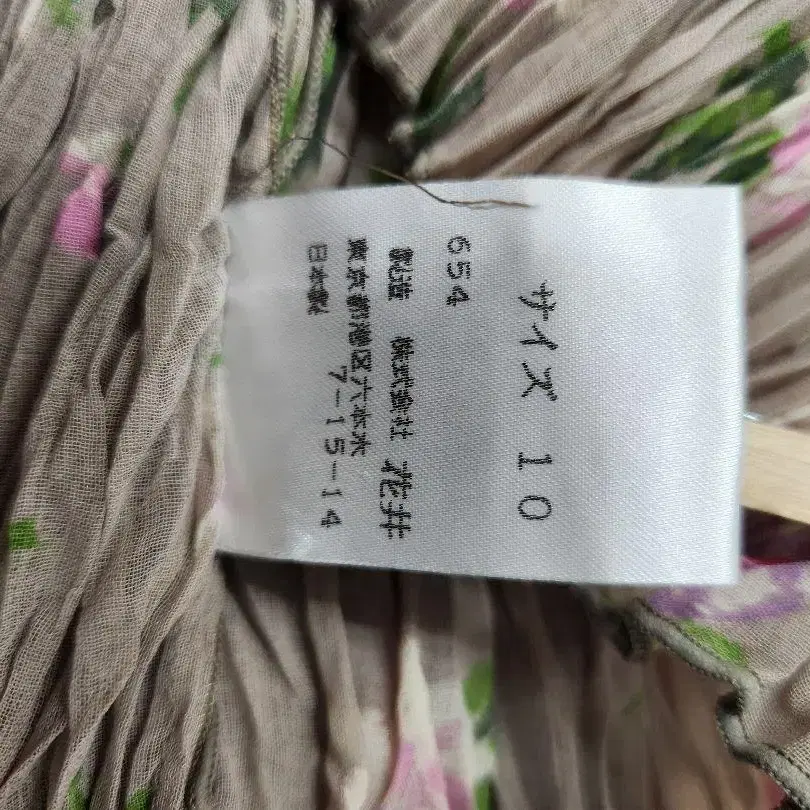 サイズ 10
654
製造 株式会社 花井
東京都港区六本木
7-15-14
日本製